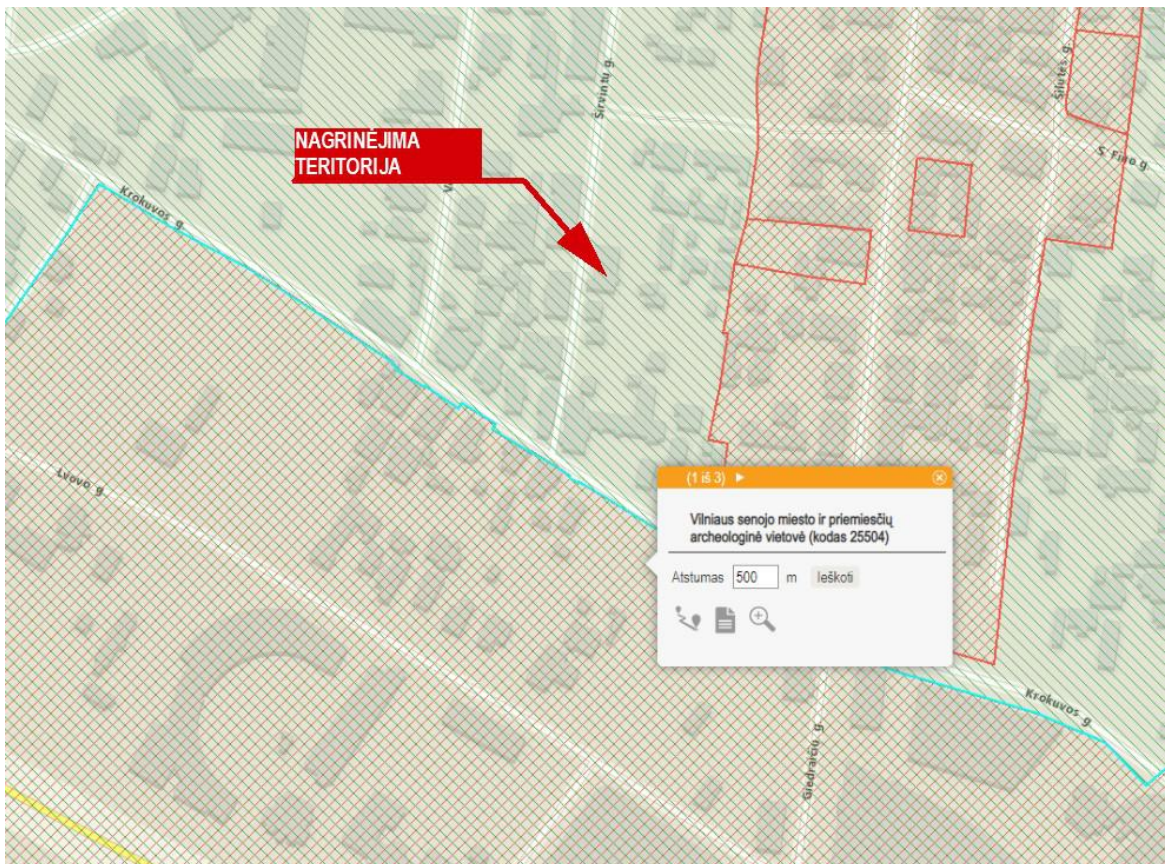 Širvintų g.
Šilutės g.
NAGRINĖJIMA
TERITORIJA
S. Fino g.
Krokuvos g.
Lvovo g.
(1 iš 3)
Vilniaus senojo miesto ir priemiesčių
archeologinė vietovė (kodas 25504)
Atstumas 500 m Ieškoti
Krokuvos g.
Giedraičių g.